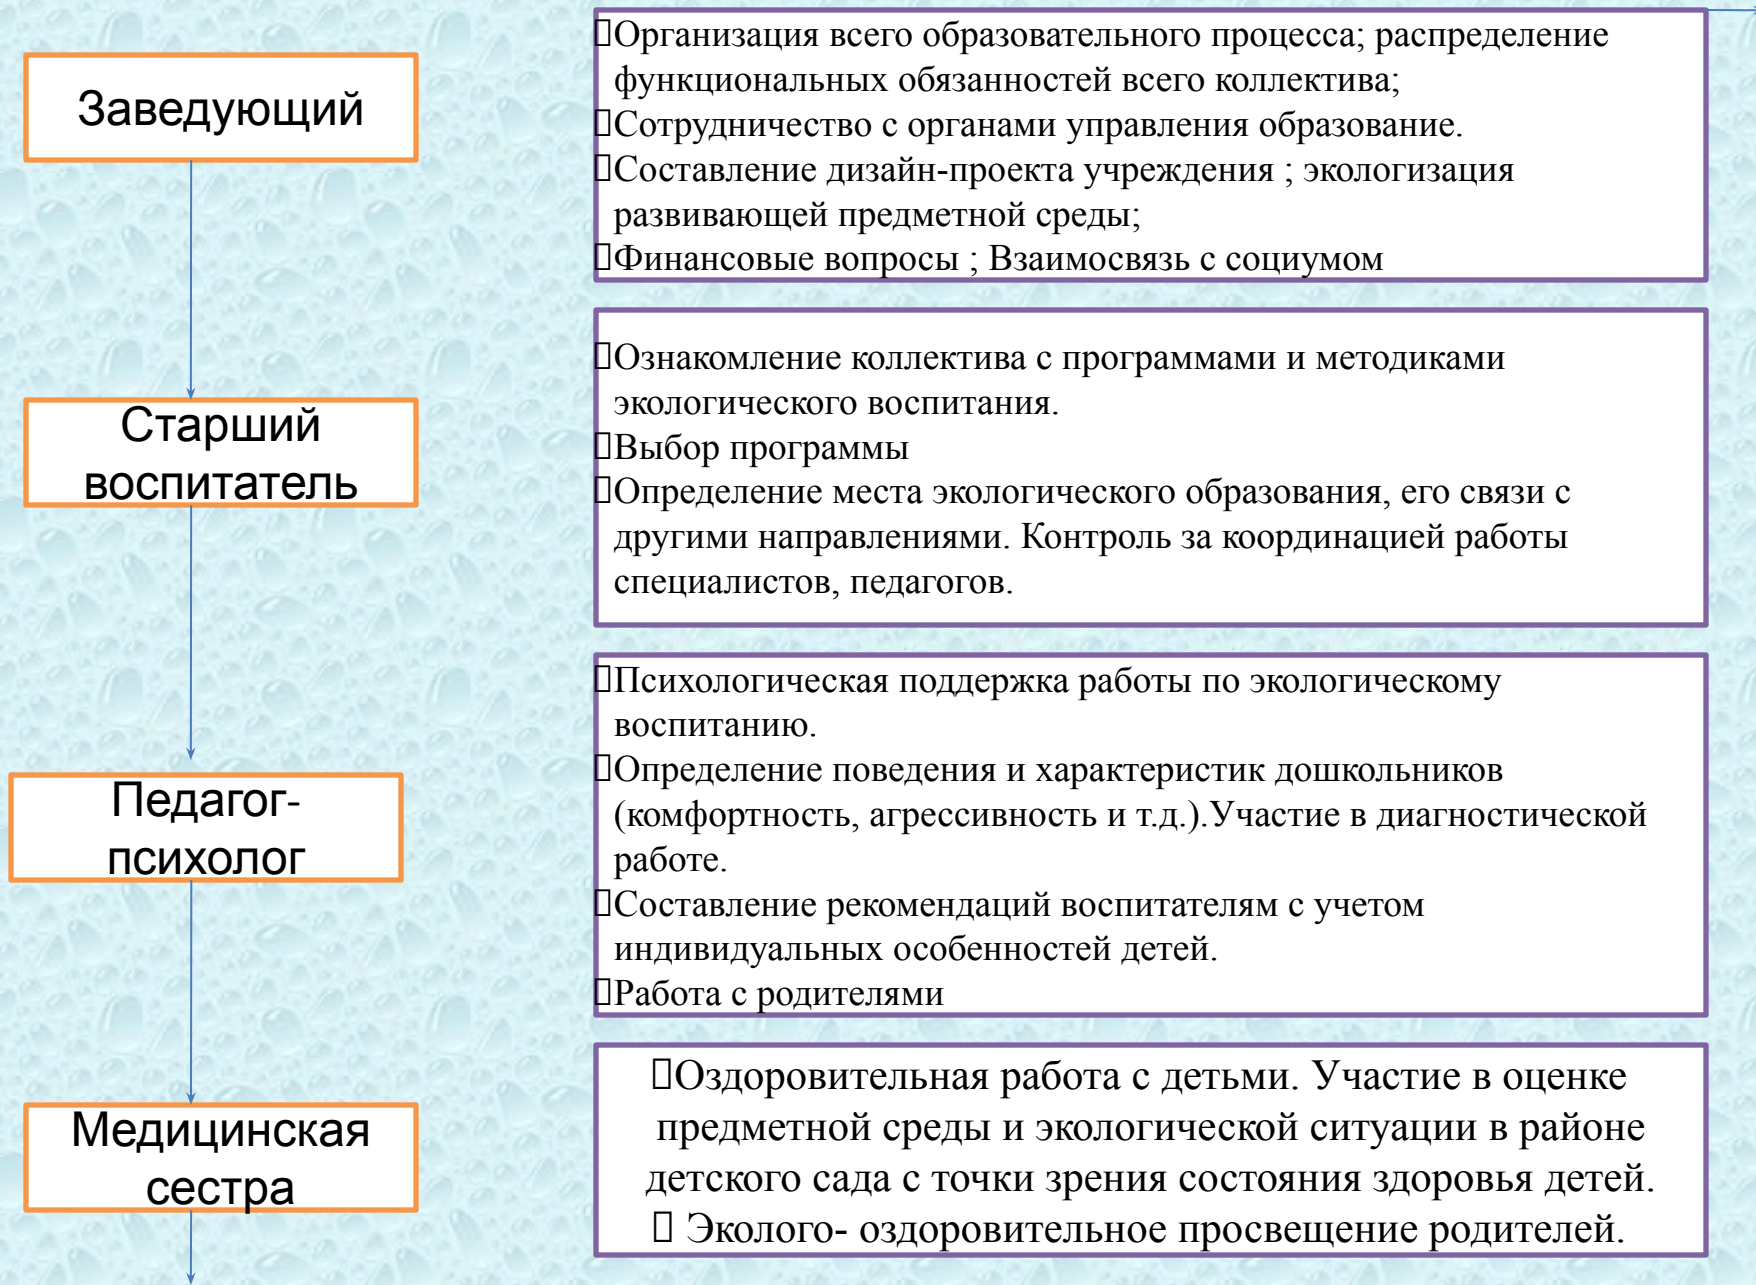 Заведующий
Организация всего образовательного процесса; распределение
функциональных обязанностей всего коллектива;
Сотрудничество с органами управления образование.
Составление дизайн-проекта учреждения ; экологизация
развивающей предметной среды;
Финансовые вопросы ; Взаимосвязь с социумом
Старший
воспитатель
Ознакомление коллектива с программами и методиками
экологического воспитания.
Выбор программы
Определение места экологического образования, его связи с
другими направлениями. Контроль за координацией работы
специалистов, педагогов.
Педагог-
психолог
Психологическая поддержка работы по экологическому
воспитанию.
Определение поведения и характеристик дошкольников
(комфортность, агрессивность и т.д.).Участие в диагностической
работе.
Составление рекомендаций воспитателям с учетом
индивидуальных особенностей детей.
Работа с родителями
Медицинская
сестра
Оздоровительная работа с детьми. Участие в оценке
предметной среды и экологической ситуации в районе
детского сада с точки зрения состояния здоровья детей.
Эколого- оздоровительное просвещение родителей.